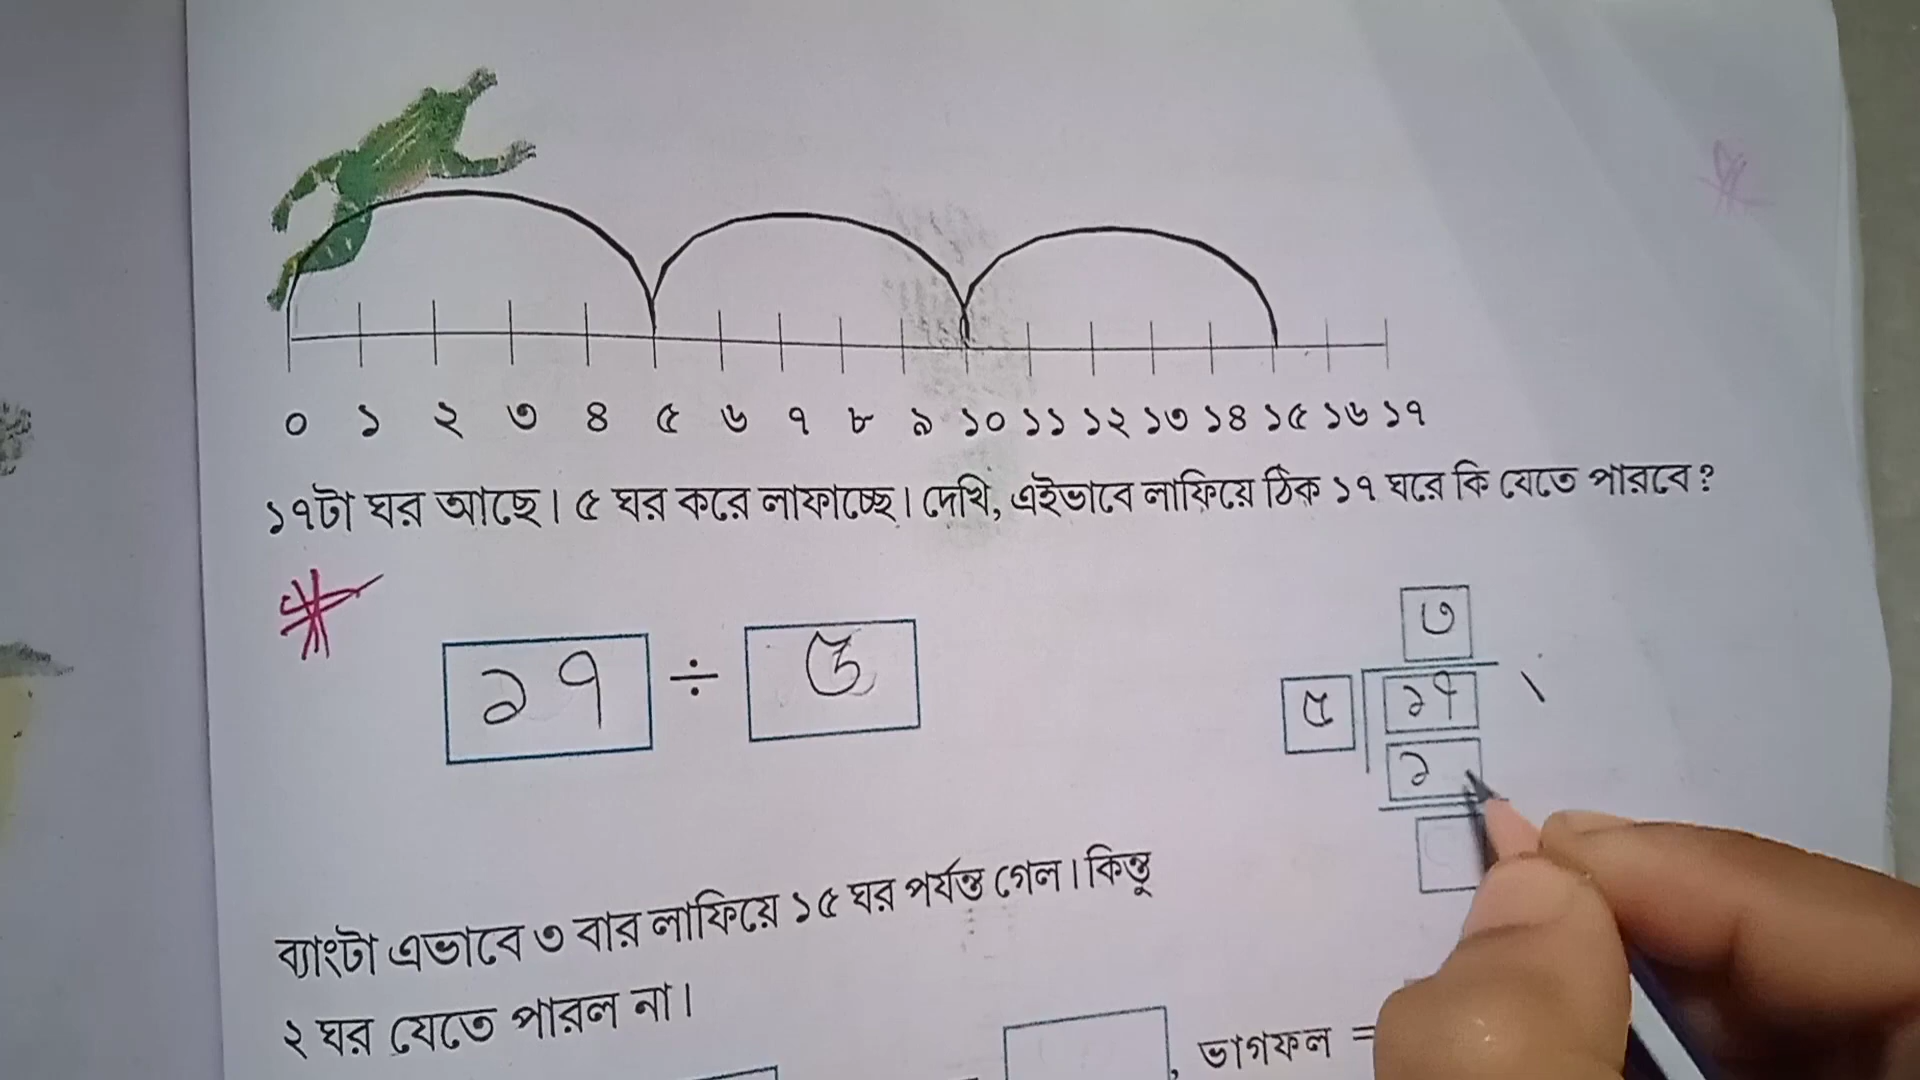 ০ ১ ২ ৩ ৪ ৫ ৬ ৭ ৮ ৯ ১০ ১১ ১২ ১৩ ১৪ ১৫ ১৬ ১৭
১৭টা ঘর আছে। ৫ ঘর করে লাফাচ্ছে। দেখি, এইভাবে লাফিয়ে ঠিক ১৭ ঘরে কি যেতে পারবে?
৩
১৭ ÷ ৫
৫ ১৭
১
ব্যাংটা এভাবে ৩ বার লাফিয়ে ১৫ ঘর পর্যন্ত গেল। কিন্তু
২ ঘর যেতে পারল না।
, ভাগফল =